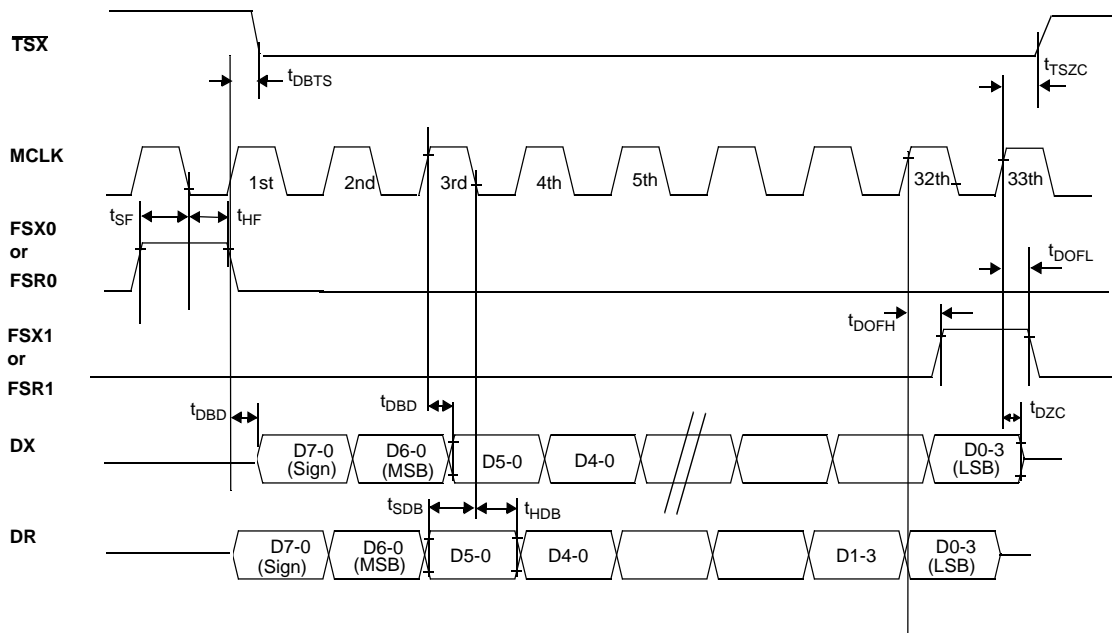 TSX
tDBTS
tTSZC
MCLK
1st 2nd 3rd 4th 5th 32th 33th
tSF tHF
FSX0
or
FSR0
tDOFL
tDOFH
FSX1
or
FSR1
tDBD tDBD tDZC
DX
D7-0
(Sign)
D6-0
(MSB)
D5-0
D4-0
D0-3
(LSB)
tSDB tHDB
DR
D7-0
(Sign)
D6-0
(MSB)
D5-0
D4-0
D1-3
D0-3
(LSB)